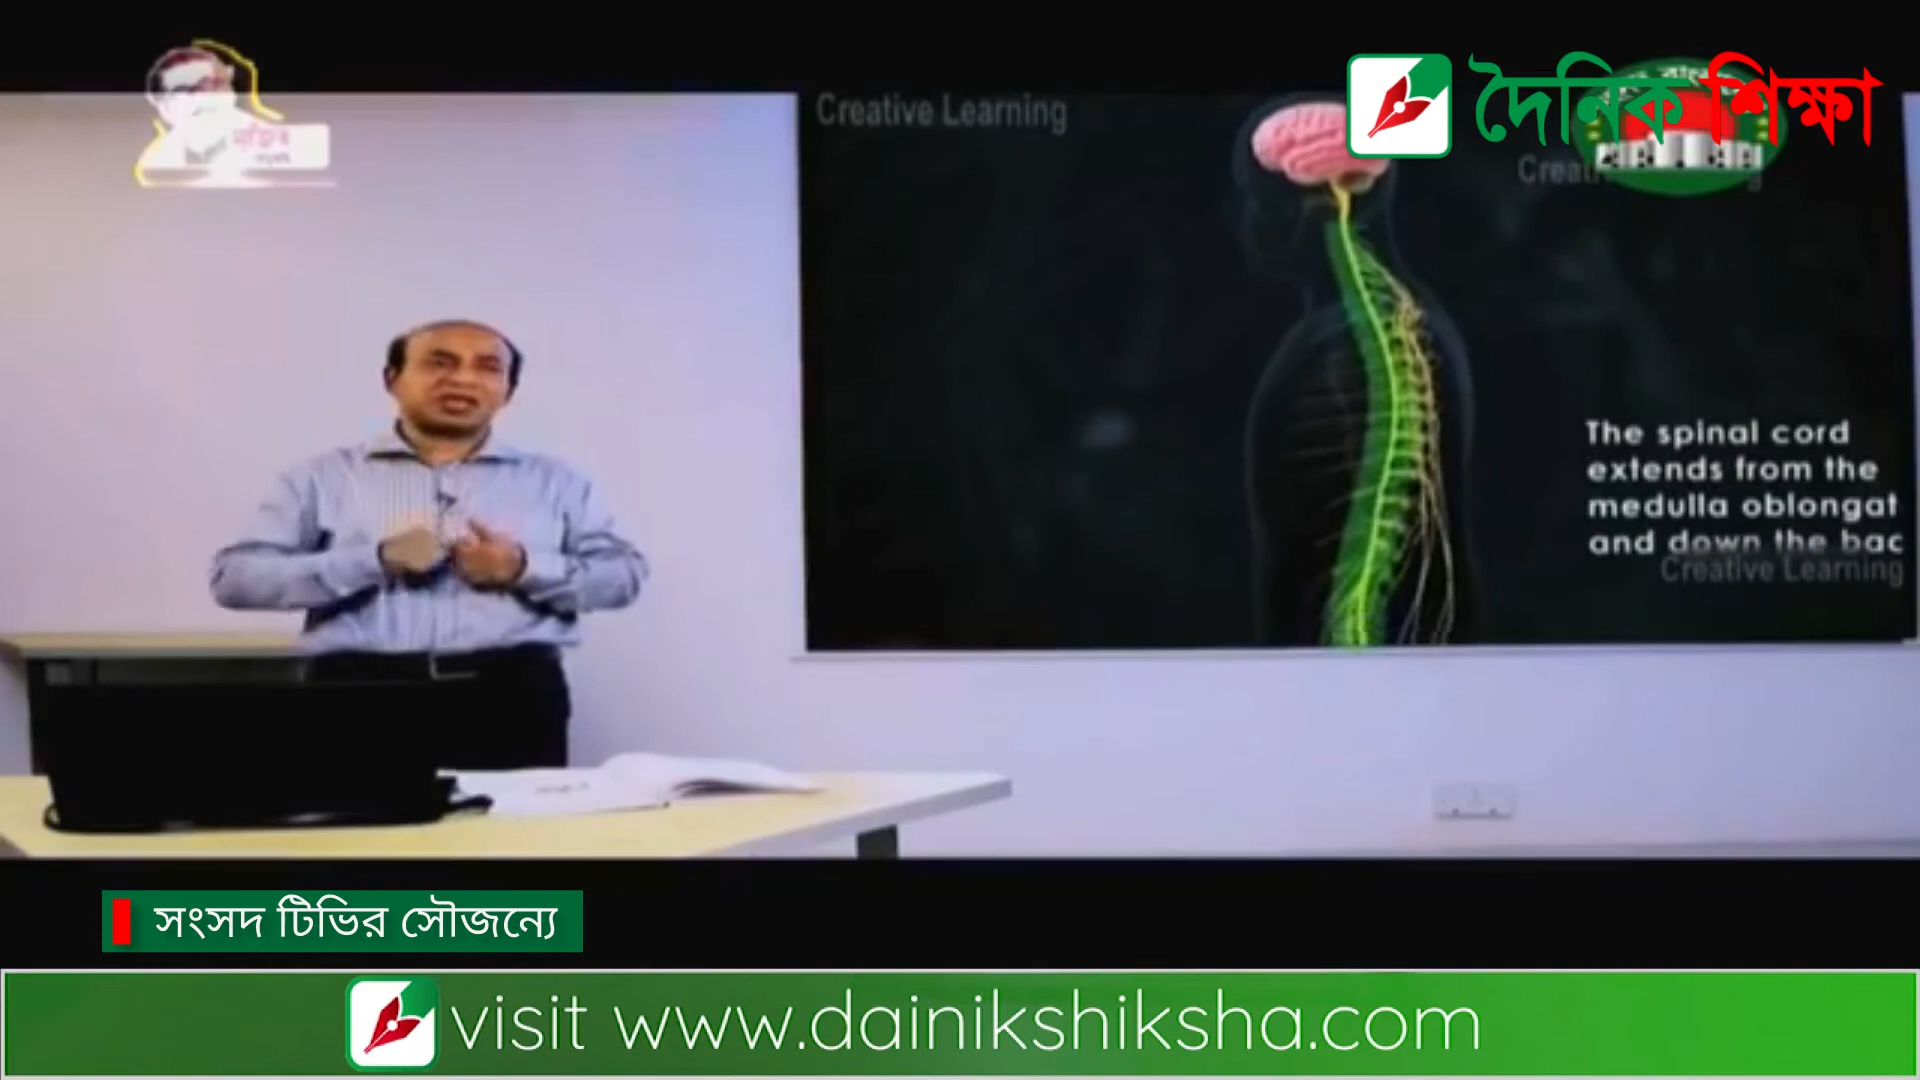 Creative Learning
দৈনিক শিক্ষা
The spinal cord
extends from the
medulla oblongat
and down the bac
Creative Learning
সংসদ টিভির সৌজন্যে
visit www.dainikshiksha.com